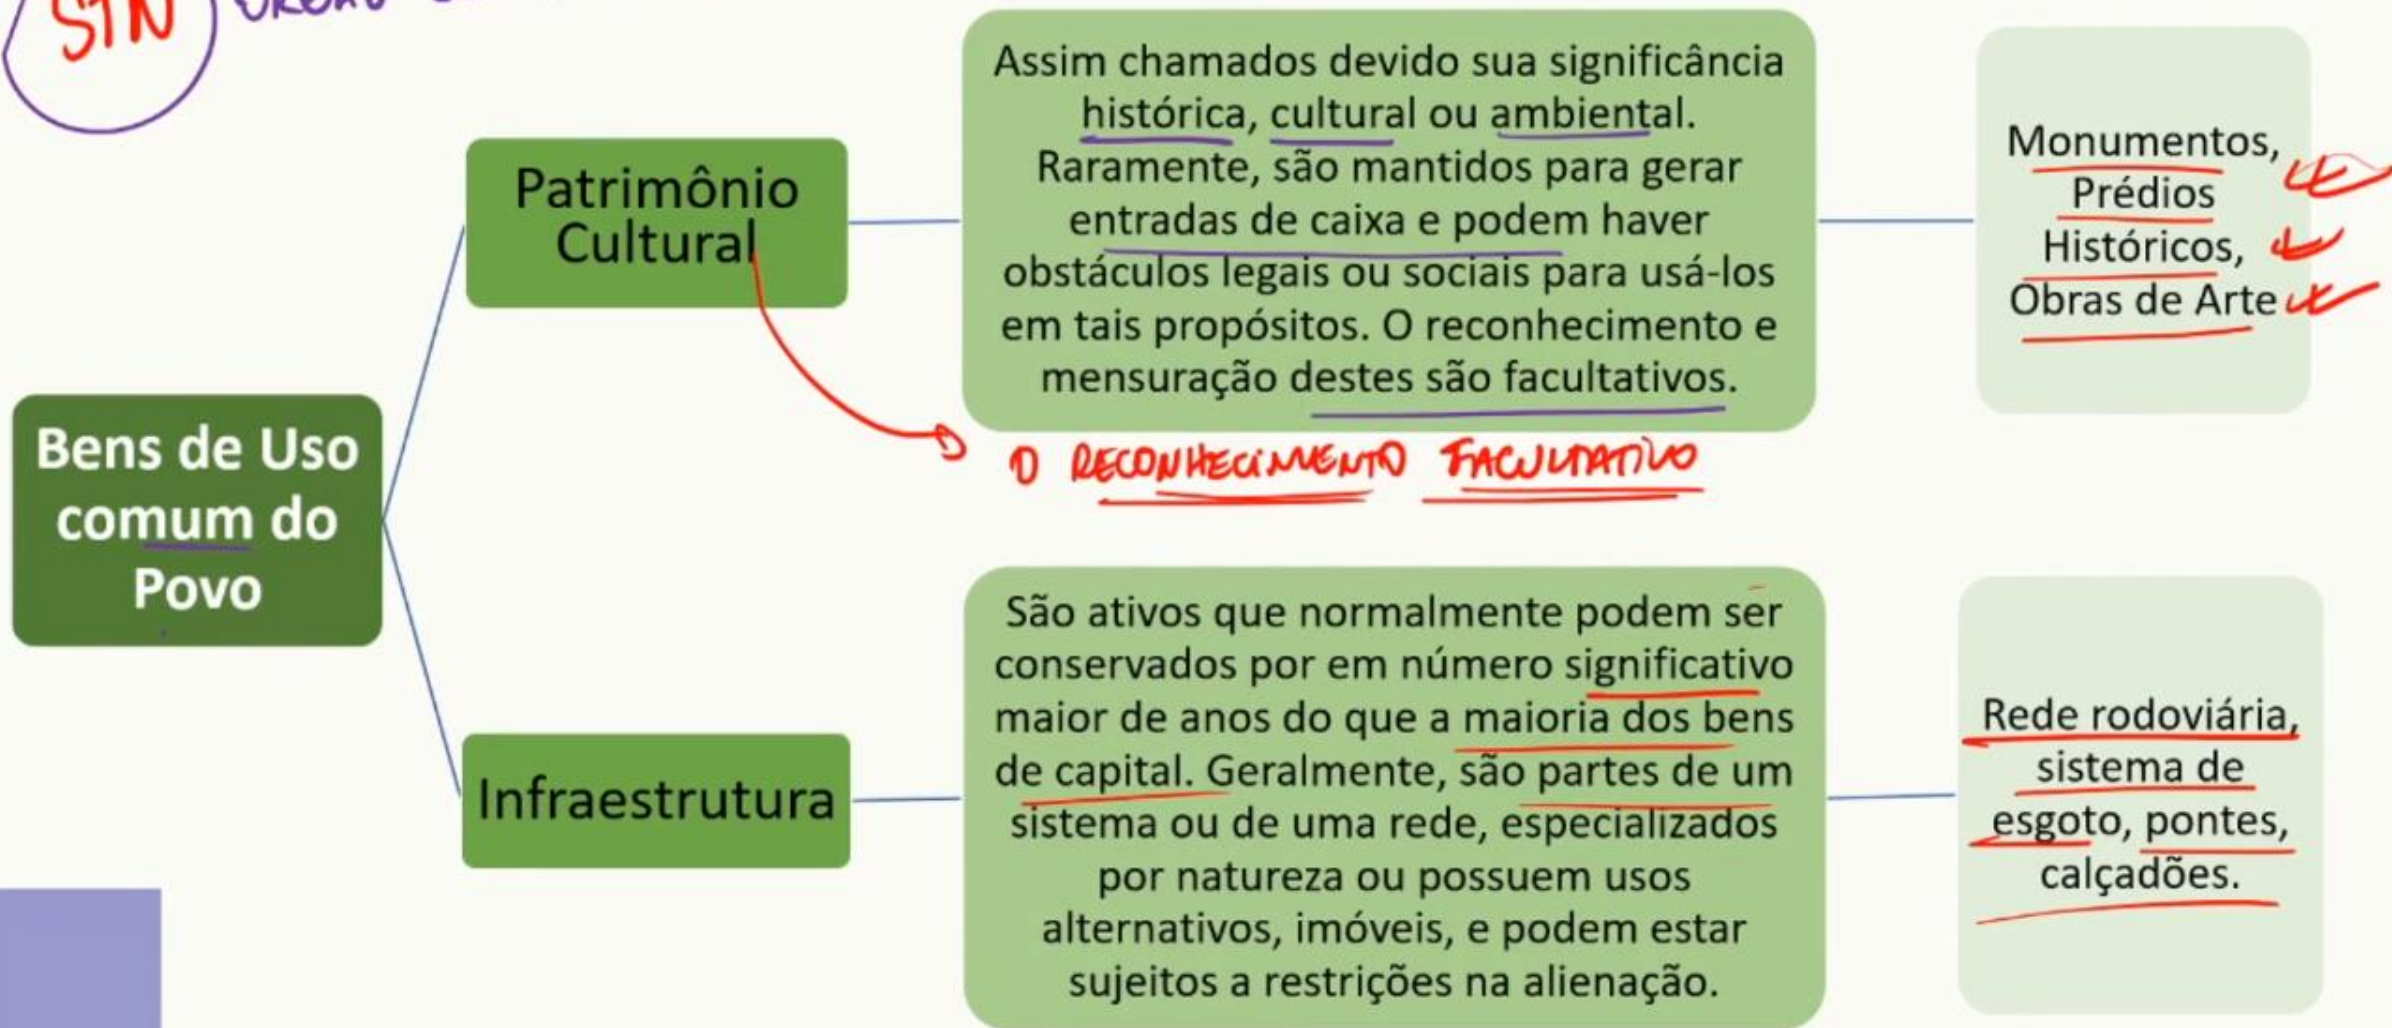 STN
Bens de Uso
comum do
Povo
Patrimônio
Cultural
Assim chamados devido sua significância
histórica, cultural ou ambiental.
Raramente, são mantidos para gerar
entradas de caixa e podem haver
obstáculos legais ou sociais para usá-los
em tais propósitos. O reconhecimento e
mensuração destes são facultativos.
Monumentos,
Prédios
Históricos,
Obras de Arte
O RECONHECIMENTO FACULTATIVO
Infraestrutura
São ativos que normalmente podem ser
conservados por em número significativo
maior de anos do que a maioria dos bens
de capital. Geralmente, são partes de um
sistema ou de uma rede, especializados
por natureza ou possuem usos
alternativos, imóveis, e podem estar
sujeitos a restrições na alienação.
Rede rodoviária,
sistema de
esgoto, pontes,
calçadões.